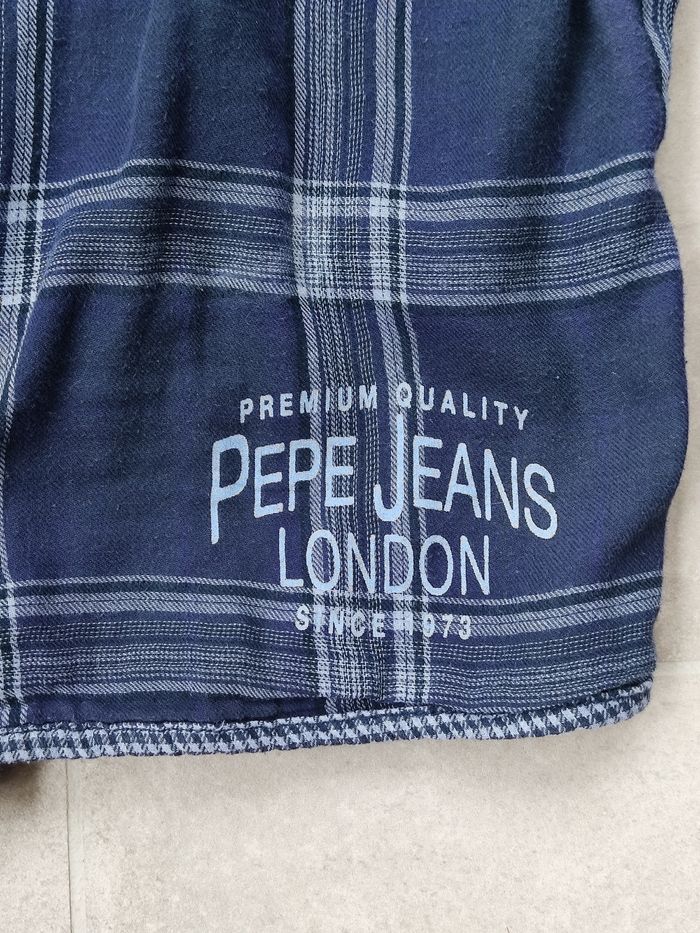 PREMIUM QUALITY
PEPE JEANS
LONDON
SINCE 1973